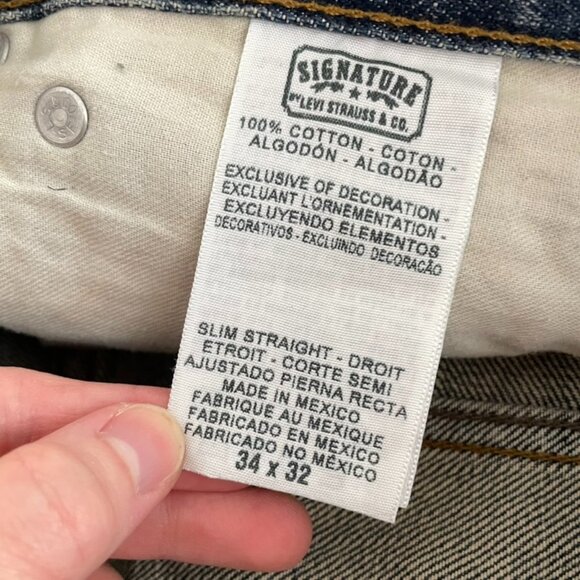 SIGNATURE
BY LEVI STRAUSS & CO.
100% COTTON - COTON -
ALGODÓN - ALGODÃO
EXCLUSIVE OF DECORATION -
EXCLUANT L'ORNEMENTATION -
EXCLUYENDO ELEMENTOS
DECORATIVOS - EXCLUINDO DECORAÇÃO
SLIM STRAIGHT - DROIT
ETROIT - CORTE SEMI
AJUSTADO PIERNA RECTA
MADE IN MEXICO
FABRIQUE AU MEXIQUE
FABRICADO EN MÉXICO
FABRICADO NO MÉXICO
34 X 32